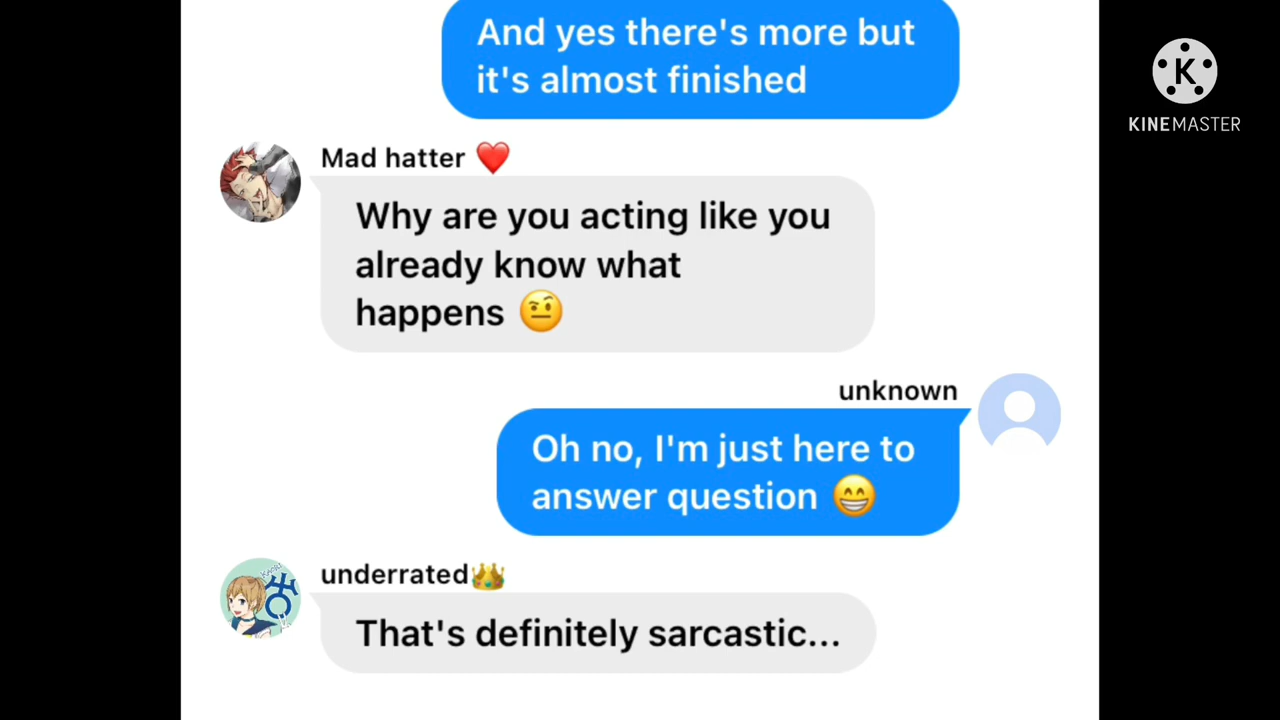 And yes there's more but
it's almost finished
KINEMASTER
Mad hatter ❤️
Why are you acting like you
already know what
happens 🤨
unknown
Oh no, I'm just here to
answer question 😁
underrated👑
That's definitely sarcastic...